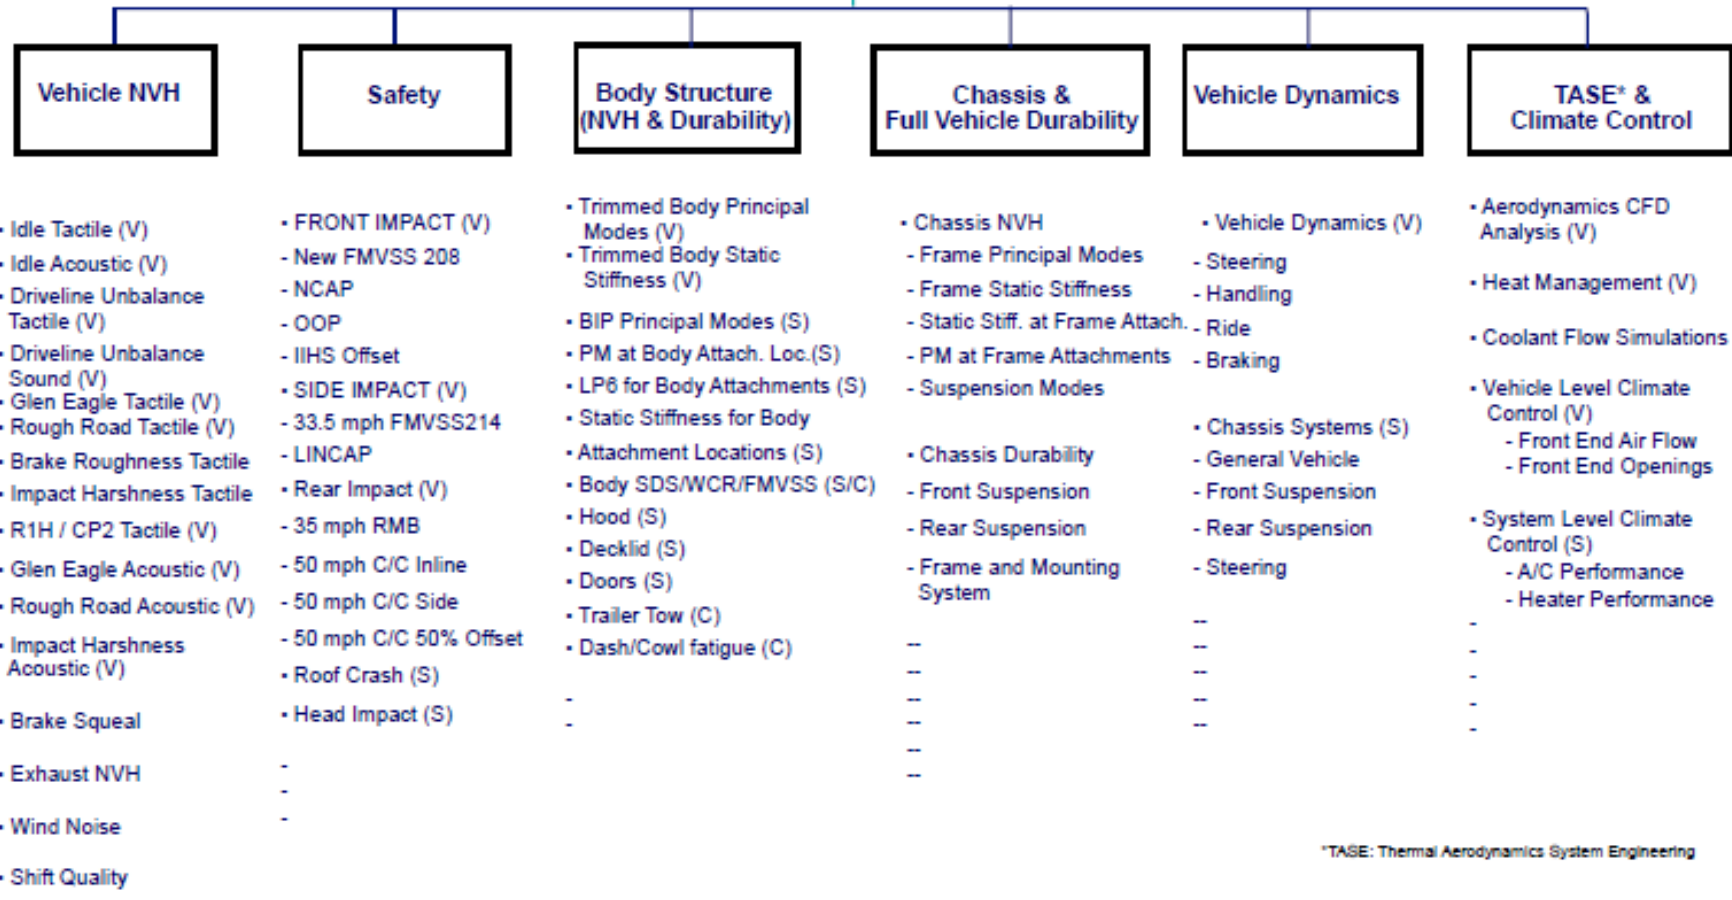 Vehicle NVH
• Idle Tactile (V)
• Idle Acoustic (V)
• Driveline Unbalance
Tactile (V)
• Driveline Unbalance
Sound (V)
• Glen Eagle Tactile (V)
• Rough Road Tactile (V)
• Brake Roughness Tactile
• Impact Harshness Tactile
• R1H / CP2 Tactile (V)
• Glen Eagle Acoustic (V)
• Rough Road Acoustic (V)
• Impact Harshness
Acoustic (V)
• Brake Squeal
• Exhaust NVH
• Wind Noise
• Shift Quality
Safety
• FRONT IMPACT (V)
- New FMVSS 208
- NCAP
- OOP
- IIHS Offset
• SIDE IMPACT (V)
- 33.5 mph FMVSS214
- LINCAP
• Rear Impact (V)
- 35 mph RMB
- 50 mph C/C Inline
- 50 mph C/C Side
- 50 mph C/C 50% Offset
• Roof Crash (S)
• Head Impact (S)
-
-
-
Body Structure
(NVH & Durability)
• Trimmed Body Principal
Modes (V)
• Trimmed Body Static
Stiffness (V)
• BIP Principal Modes (S)
• PM at Body Attach. Loc.(S)
• LP6 for Body Attachments (S)
• Static Stiffness for Body
• Attachment Locations (S)
• Body SDS/WCR/FMVSS (S/C)
• Hood (S)
• Decklid (S)
• Doors (S)
• Trailer Tow (C)
• Dash/Cowl fatigue (C)
-
-
Chassis &
Full Vehicle Durability
• Chassis NVH
- Frame Principal Modes
- Frame Static Stiffness
- Static Stiff. at Frame Attach.
- PM at Frame Attachments
- Suspension Modes
• Chassis Durability
- Front Suspension
- Rear Suspension
- Frame and Mounting
System
--
--
--
--
--
--
Vehicle Dynamics
• Vehicle Dynamics (V)
- Steering
- Handling
- Ride
- Braking
• Chassis Systems (S)
- General Vehicle
- Front Suspension
- Rear Suspension
- Steering
--
--
--
--
TASE* &
Climate Control
• Aerodynamics CFD
Analysis (V)
• Heat Management (V)
• Coolant Flow Simulations
• Vehicle Level Climate
Control (V)
- Front End Air Flow
- Front End Openings
• System Level Climate
Control (S)
- A/C Performance
- Heater Performance
-
-
-
-
-
*TASE: Thermal Aerodynamics System Engineering